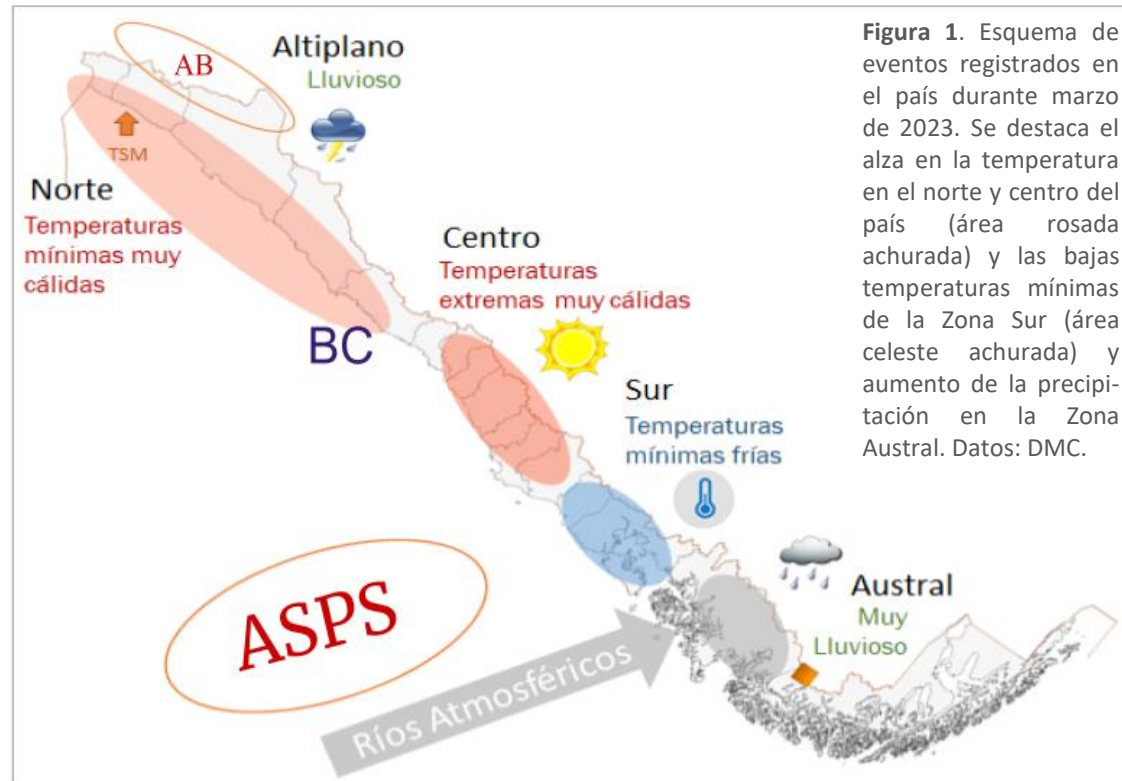 Altiplano
Lluvioso
AB
TSM
Norte
Temperaturas
mínimas muy
cálidas
Centro
Temperaturas
extremas muy cálidas
BC
Sur
Temperaturas
mínimas frías
Austral
Muy
Lluvioso
ASPS
Ríos Atmosféricos
Figura 1. Esquema de
eventos registrados en
el país durante marzo
de 2023. Se destaca el
alza en la temperatura
en el norte y centro del
país (área rosada
achurada) y las bajas
temperaturas mínimas
de la Zona Sur (área
celeste achurada) y
aumento de la precipi-
tación en la Zona
Austral. Datos: DMC.